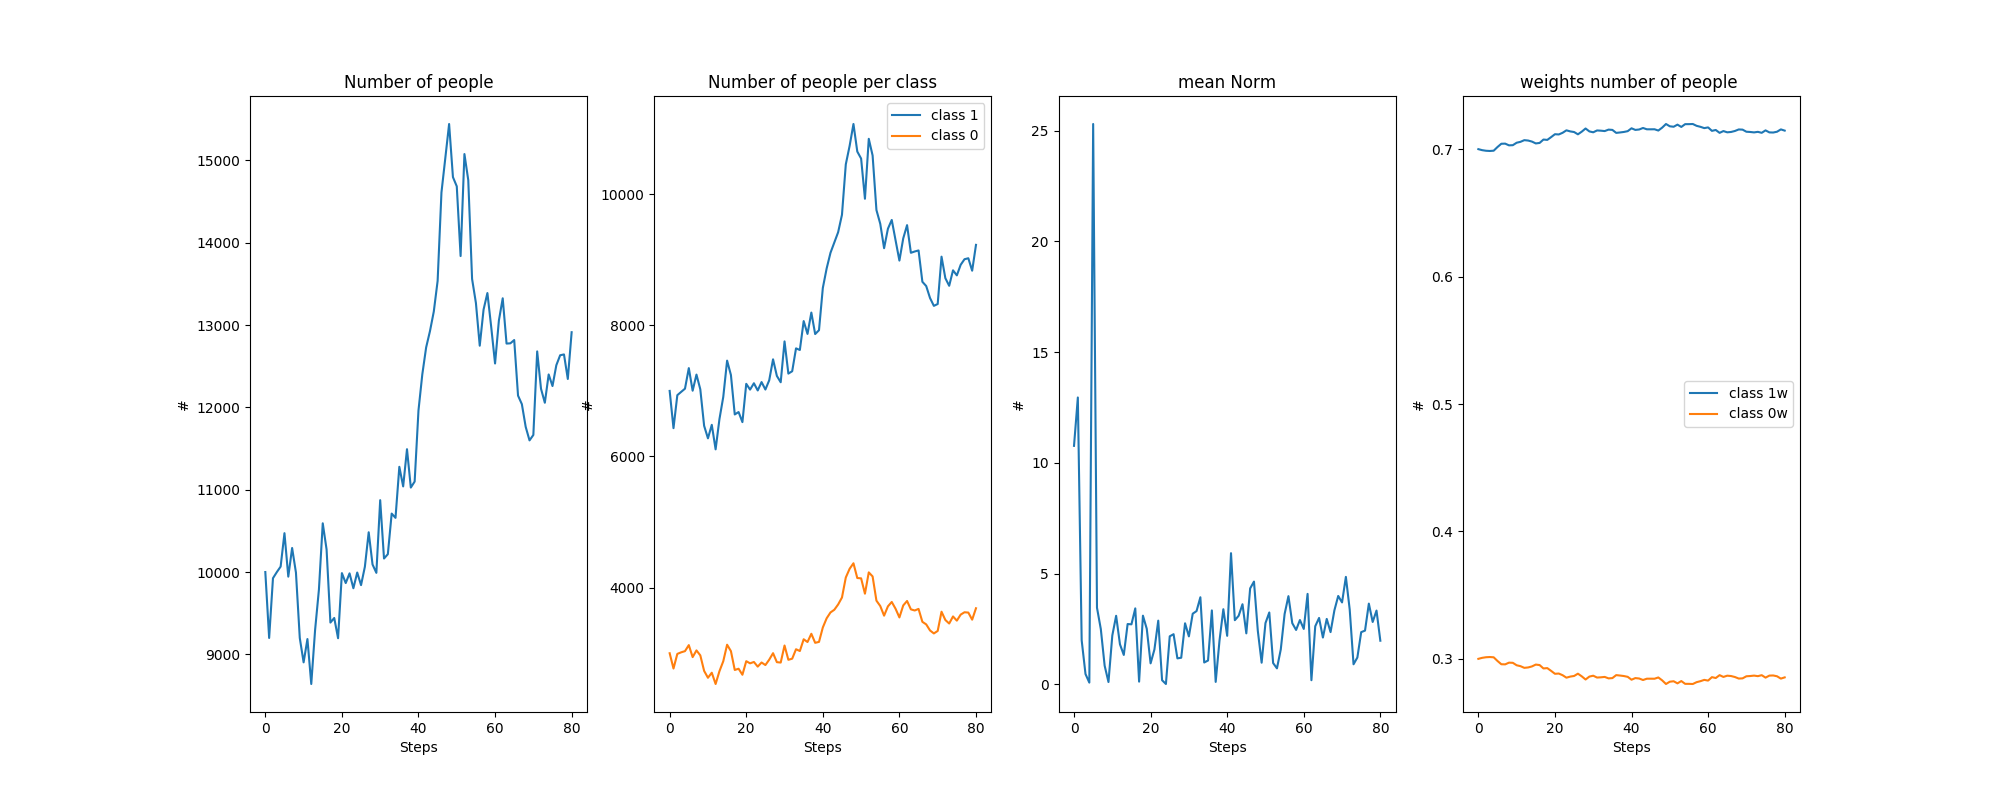 Number of people
15000
14000
13000
12000
11000
10000
9000
#
0 20 40 60 80
Steps
Number of people per class
class 1
class 0
10000
8000
6000
4000
#
0 20 40 60 80
Steps
mean Norm
25
20
15
10
5
0
#
0 20 40 60 80
Steps
weights number of people
0.7
0.6
0.5
0.4
0.3
#
class 1w
class 0w
0 20 40 60 80
Steps